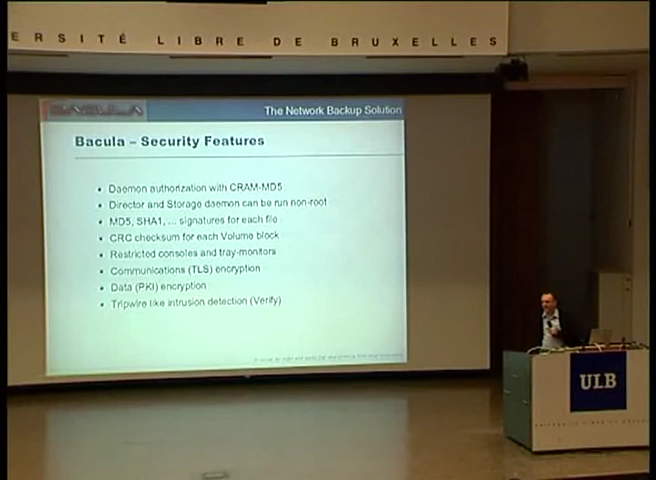 ERSITÉ LIBRE DE BRUXELLES
BACULA
The Network Backup Solution
Bacula – Security Features
• Daemon authorization with CRAM-MD5
• Director and Storage daemon can be run non-root
• MD5, SHA1, ... signatures for each file
• CRC checksum for each Volume block
• Restricted consoles and tray-monitors
• Communications (TLS) encryption
• Data (PKI) encryption
• Tripwire like intrusion detection (Verify)
ULB